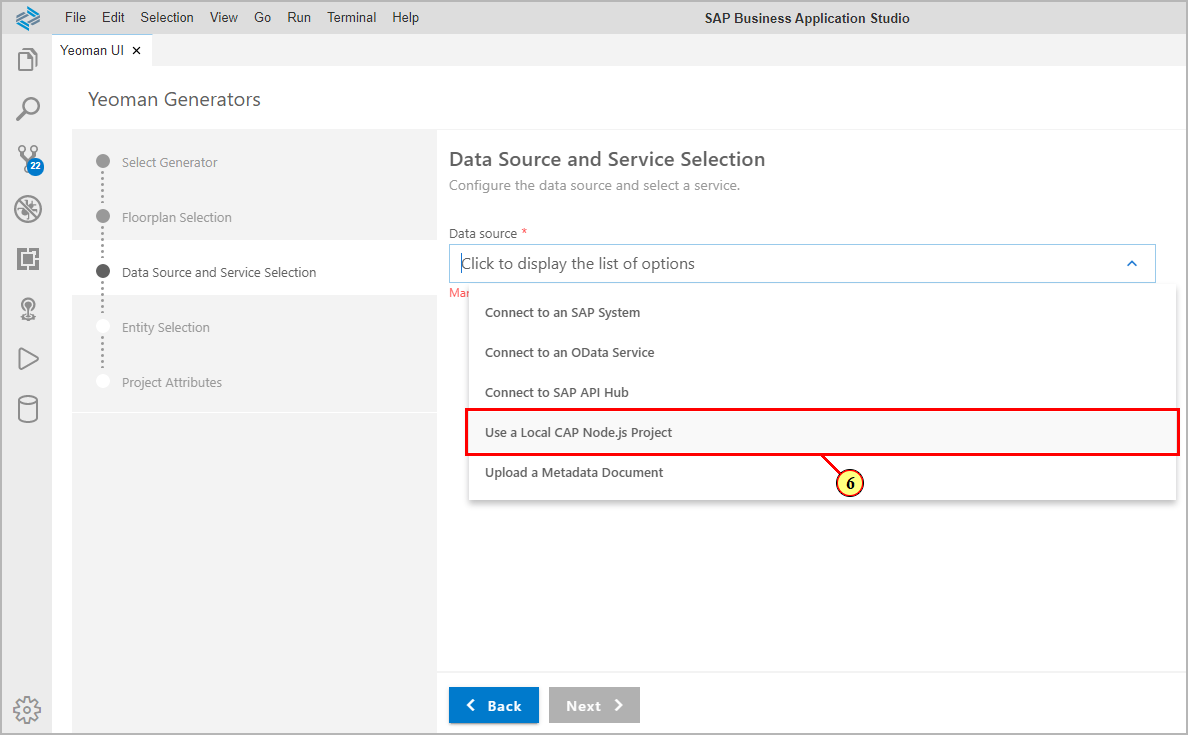 File Edit Selection View Go Run Terminal Help SAP Business Application Studio
Yeoman UI ×
Yeoman Generators
22
Select Generator
Floorplan Selection
Data Source and Service Selection
Entity Selection
Project Attributes
Data Source and Service Selection
Configure the data source and select a service.
Data source *
Click to display the list of options
Connect to an SAP System
Connect to an OData Service
Connect to SAP API Hub
Use a Local CAP Node.js Project
Upload a Metadata Document
6
Back Next